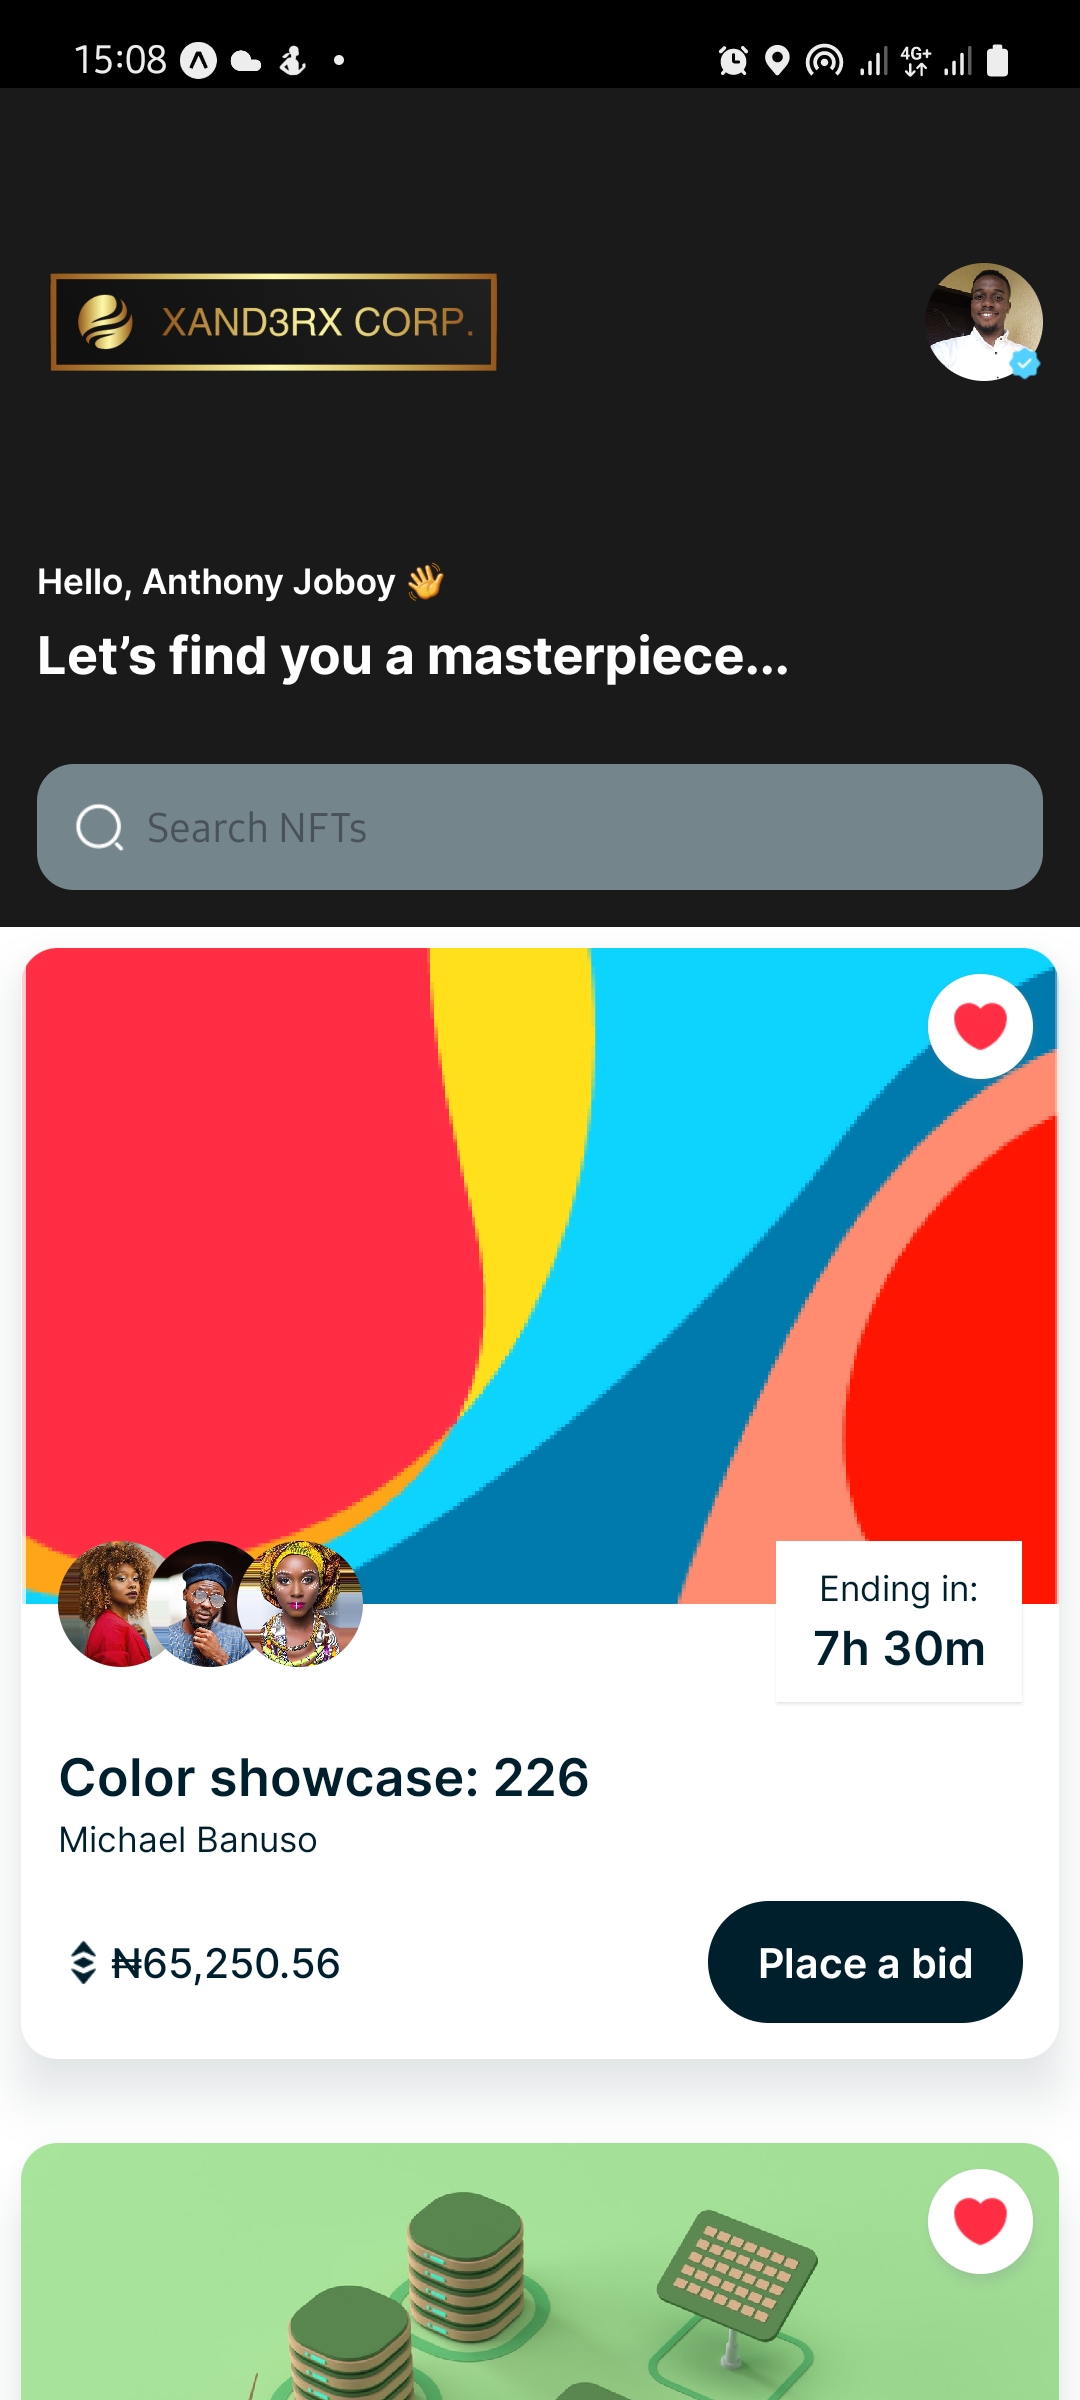 15:08
4G+
XAND3RX CORP.
Hello, Anthony Joboy 👋
Let’s find you a masterpiece...
Search NFTs
Ending in:
7h 30m
Color showcase: 226
Michael Banuso
₦65,250.56
Place a bid